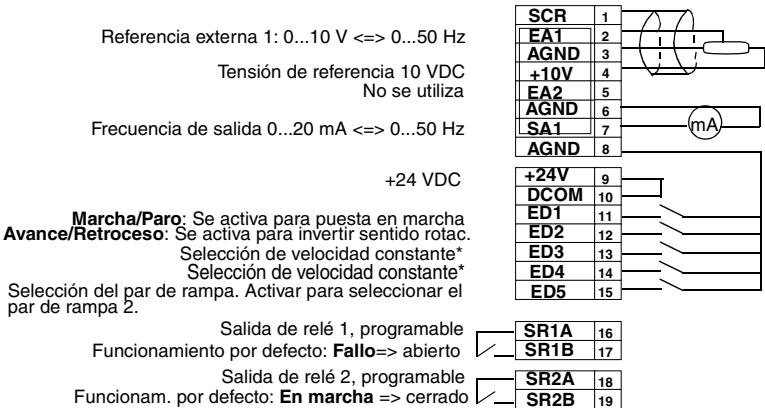 SCR 1
Referencia externa 1: 0...10 V <=> 0...50 Hz EA1 2
AGND 3
Tensión de referencia 10 VDC +10V 4
No se utiliza EA2 5
AGND 6
Frecuencia de salida 0...20 mA <=> 0...50 Hz SA1 7
mA
AGND 8
+24 VDC +24V 9
DCOM 10
Marcha/Paro: Se activa para puesta en marcha ED1 11
Avance/Retroceso: Se activa para invertir sentido rotac. ED2 12
Selección de velocidad constante* ED3 13
Selección de velocidad constante* ED4 14
Selección del par de rampa. Activar para seleccionar el ED5 15
par de rampa 2.
Salida de relé 1, programable SR1A 16
Funcionamiento por defecto: Fallo=> abierto SR1B 17
Salida de relé 2, programable SR2A 18
Funcionam. por defecto: En marcha => cerrado SR2B 19